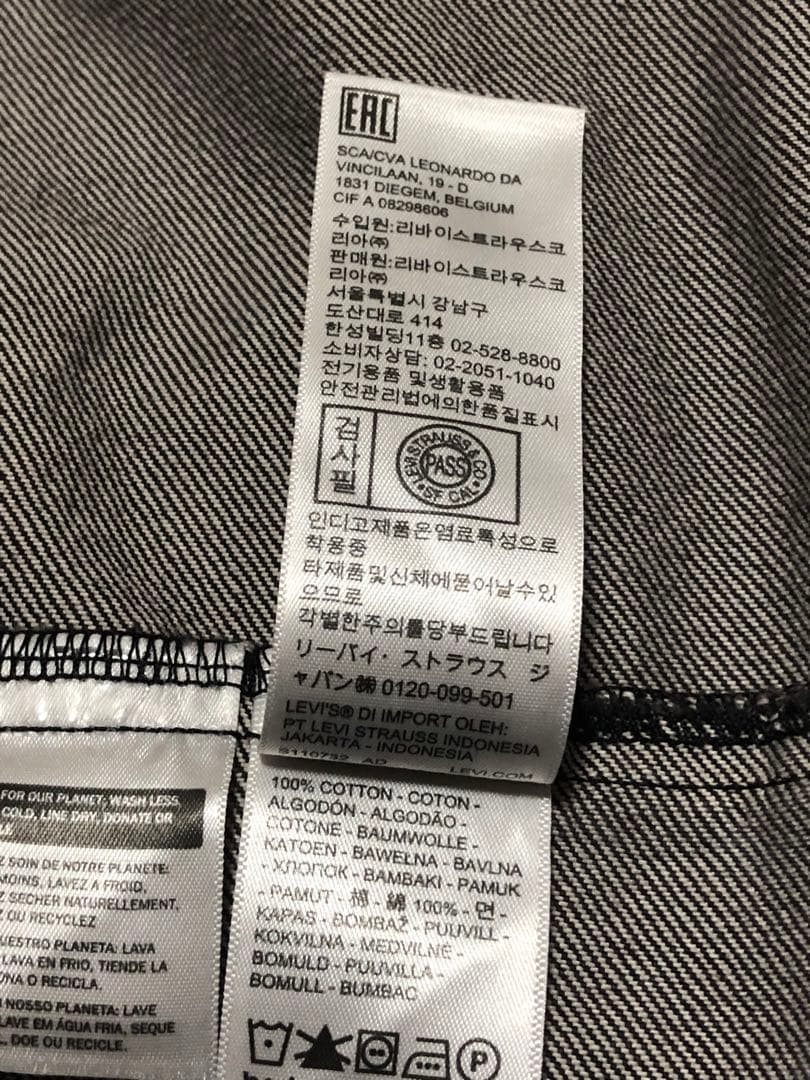 EAC
SCA/CVA LEONARDO DA
VINCILAAN, 19 - D
1831 DIEGEM, BELGIUM
CIF A 08298606
수입원:리바이스트라우스코
리아㈜
판매원:리바이스트라우스코
리아㈜
서울특별시 강남구
도산대로 414
한성빌딩11층 02-528-8800
소비자상담: 02-2051-1040
전기용품 및생활용품
안전관리법에의한품질표시
검사필
LEVI STRAUSS & CO
PASS
SF CAL
인디고제품은염료특성으로
착용중
타제품및신체에묻어날수있
으므로
각별한주의를당부드립니다
リーバイ・ストラウス ジ
ャパン㈱ 0120-099-501
LEVI'S® DI IMPORT OLEH:
PT LEVI STRAUSS INDONESIA
JAKARTA - INDONESIA
S110732 AD LEVI.COM
100% COTTON - COTON -
ALGODÓN - ALGODÃO -
COTONE - BAUMWOLLE -
KATOEN - BAWEŁNA - BAVLNA
- ХЛОПОК - BAMBAKI - PAMUK
- PAMUT - 棉 - 綿 100% - 면 -
KAPAS - BOMBAŽ - PUUVILL -
KOKVILNA - MEDVILNĖ -
BOMULD - PUUVILLA -
BOMULL - BUMBAC
P
FOR OUR PLANET: WASH LESS,
COLD, LINE DRY, DONATE OR
SOIN DE NOTRE PLANETE:
MOINS, LAVEZ A FROID,
SECHER NATURELLEMENT,
OU RECYCLEZ
PLANETA: LAVA
LAVA EN FRIO, TIENDE LA
O RECICLA.
NOSSO PLANETA: LAVE
LAVE EM ÁGUA FRIA, SEQUE
DOE OU RECICLE.